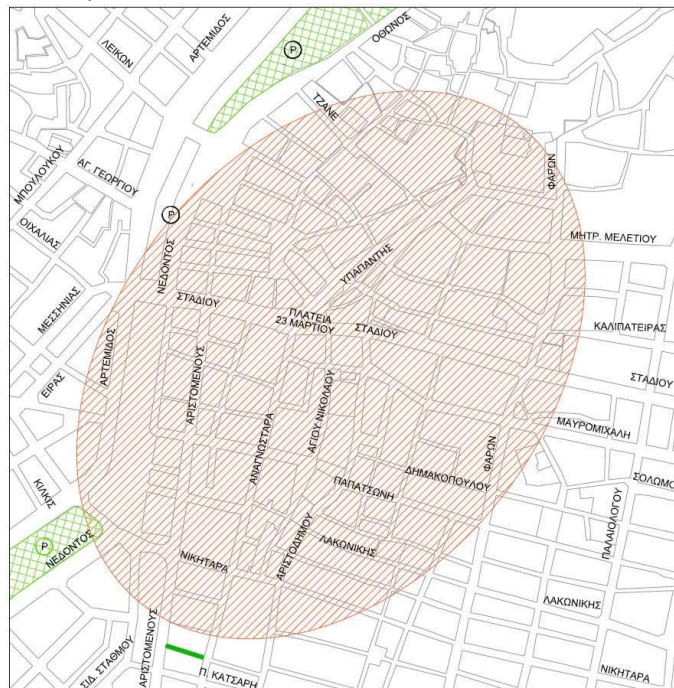 ΛΕΙΚΩΝ
ΑΡΤΕΜΙΔΟΣ
ΟΘΩΝΟΣ
P
ΤΖΑΝΕ
ΜΠΟΥΛΟΥΚΟΥ
ΑΓ. ΓΕΩΡΓΙΟΥ
ΦΑΡΩΝ
P
ΟΙΧΑΛΙΑΣ
ΜΗΤΡ. ΜΕΛΕΤΙΟΥ
ΝΕΔΟΝΤΟΣ
ΥΠΑΠΑΝΤΗΣ
ΜΕΣΣΗΝΙΑΣ
ΣΤΑΔΙΟΥ
ΠΛΑΤΕΙΑ
23 ΜΑΡΤΙΟΥ
ΣΤΑΔΙΟΥ
ΚΑΛΙΠΑΤΕΙΡΑΣ
ΑΡΤΕΜΙΔΟΣ
ΑΡΙΣΤΟΜΕΝΟΥΣ
ΕΙΡΑΣ
ΣΤΑΔΙΟΥ
ΑΓΙΟΥ ΝΙΚΟΛΑΟΥ
ΑΝΑΓΝΩΣΤΑΡΑ
ΜΑΥΡΟΜΙΧΑΛΗ
ΦΑΡΩΝ
ΚΙΛΚΙΣ
ΠΑΠΑΤΣΩΝΗ
ΔΗΜΑΚΟΠΟΥΛΟΥ
ΣΟΛΩΜΟ
ΠΑΛΑΙΟΛΟΓΟΥ
P
ΝΕΔΟΝΤΟΣ
ΑΡΙΣΤΟΔΗΜΟΥ
ΛΑΚΩΝΙΚΗΣ
ΝΙΚΗΤΑΡΑ
ΛΑΚΩΝΙΚΗΣ
ΑΡΙΣΤΟΜΕΝΟΥΣ
ΣΙΔ. ΣΤΑΘΜΟΥ
Π. ΚΑΤΣΑΡΗ
ΝΙΚΗΤΑΡΑ